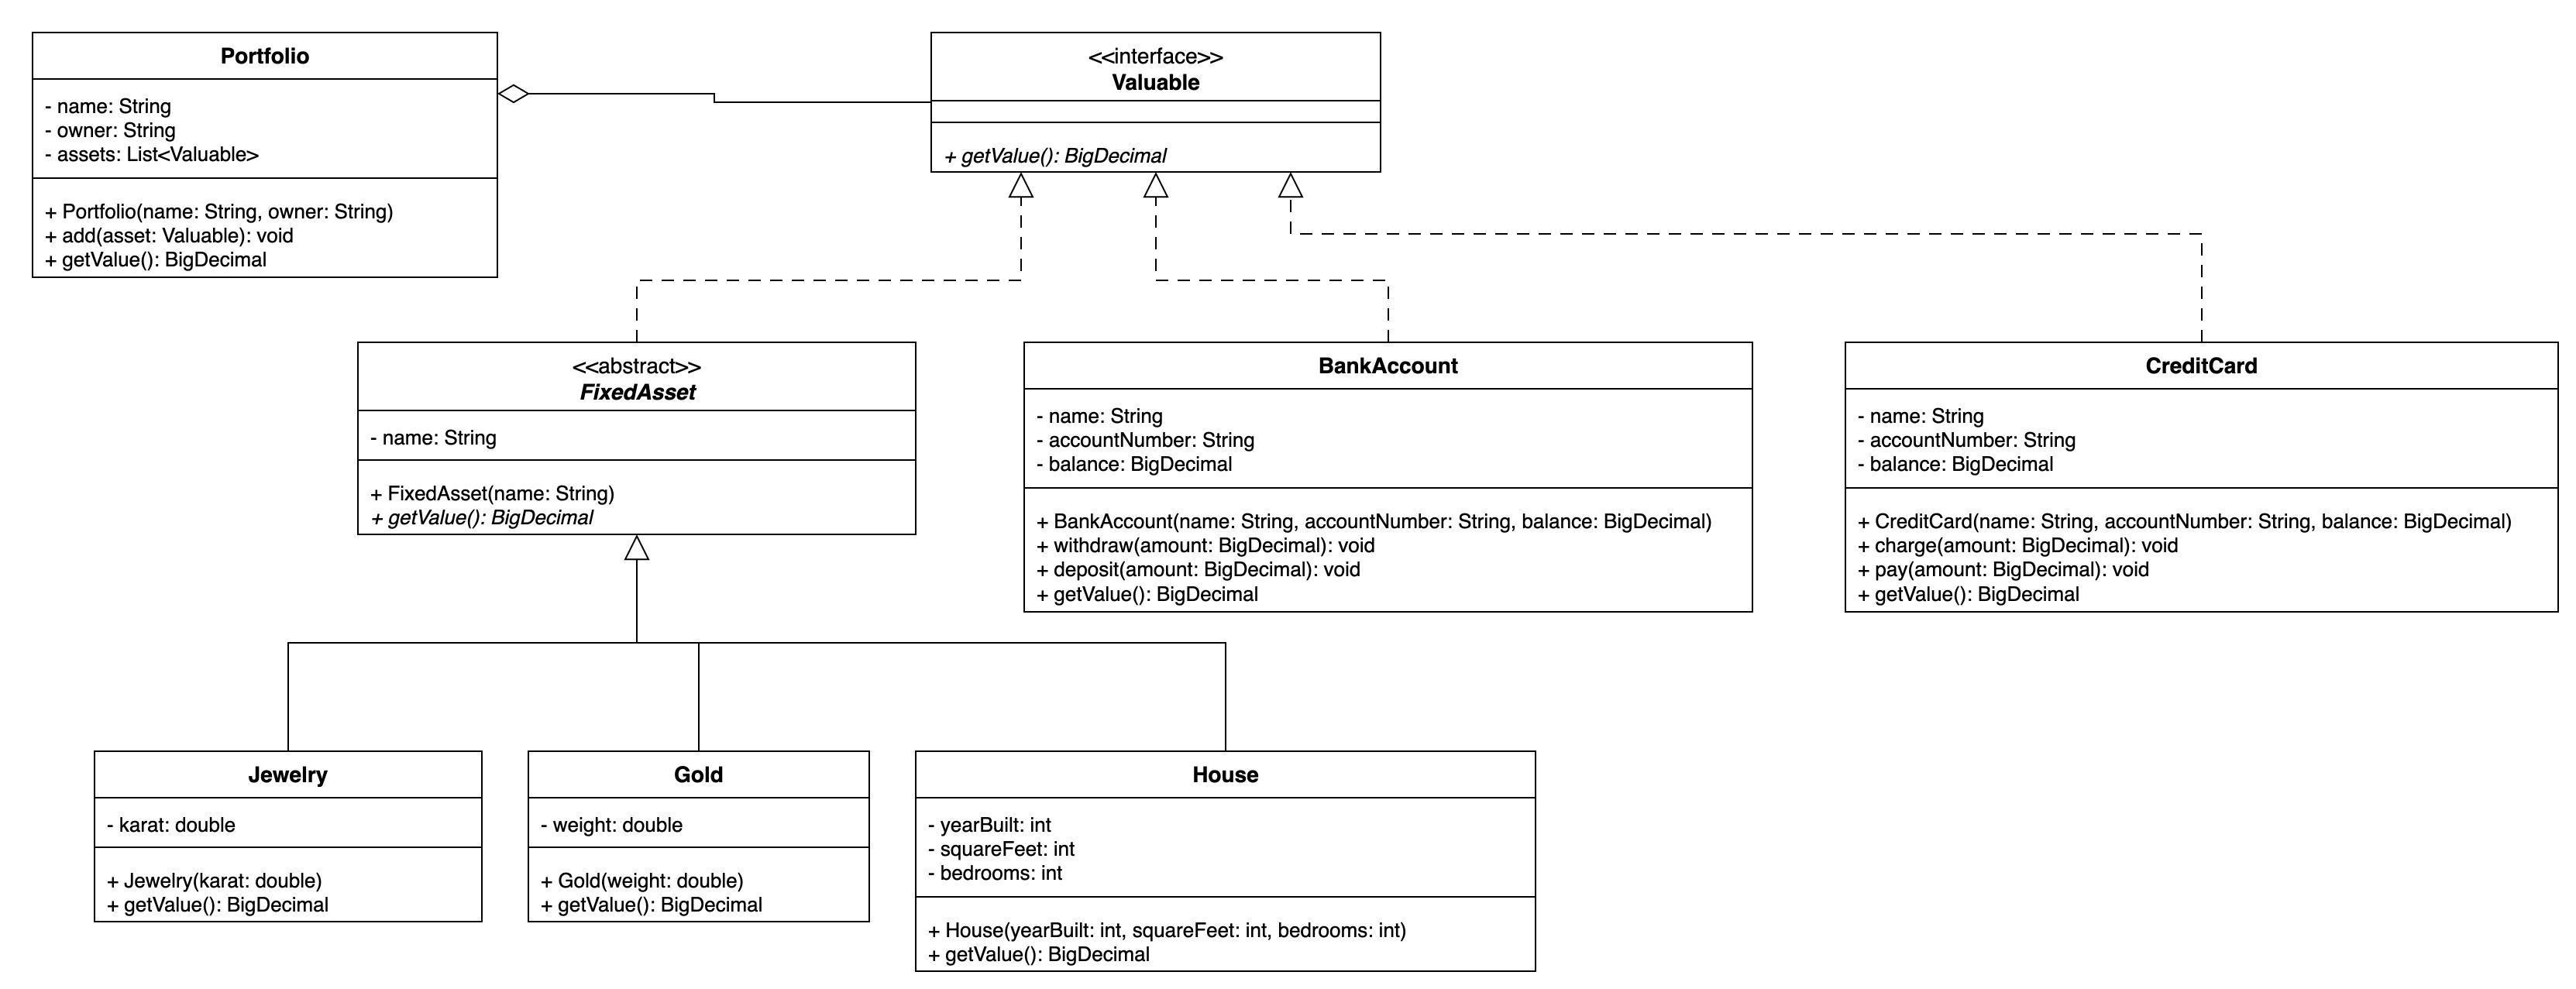 Portfolio
- name: String
- owner: String
- assets: List<Valuable>
+ Portfolio(name: String, owner: String)
+ add(asset: Valuable): void
+ getValue(): BigDecimal
<<interface>>
Valuable
+ getValue(): BigDecimal
<<abstract>>
FixedAsset
- name: String
+ FixedAsset(name: String)
+ getValue(): BigDecimal
BankAccount
- name: String
- accountNumber: String
- balance: BigDecimal
+ BankAccount(name: String, accountNumber: String, balance: BigDecimal)
+ withdraw(amount: BigDecimal): void
+ deposit(amount: BigDecimal): void
+ getValue(): BigDecimal
CreditCard
- name: String
- accountNumber: String
- balance: BigDecimal
+ CreditCard(name: String, accountNumber: String, balance: BigDecimal)
+ charge(amount: BigDecimal): void
+ pay(amount: BigDecimal): void
+ getValue(): BigDecimal
Jewelry
- karat: double
+ Jewelry(karat: double)
+ getValue(): BigDecimal
Gold
- weight: double
+ Gold(weight: double)
+ getValue(): BigDecimal
House
- yearBuilt: int
- squareFeet: int
- bedrooms: int
+ House(yearBuilt: int, squareFeet: int, bedrooms: int)
+ getValue(): BigDecimal